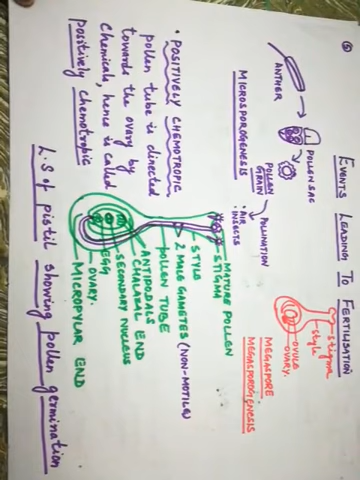 5
EVENTS LEADING TO FERTILISATION
ANTHER
POLLEN SAC
POLLEN
GRAIN
MICROSPOROGENESIS
POLLINATION
• AIR
• INSECTS
Stigma
Style
OVULE
OVARY.
MEGASPORE
MEGASPOROGENESIS
• POSITIVELY CHEMOTROPIC
pollen tube is directed
towards the ovary by
chemicals, hence is called
positively chemotropic
MATURE POLLEN
STIGMA
STYLE
2 MALE GAMETES (NON-MOTILE)
POLLEN TUBE
ANTIPODALS
CHALAZAL END
SECONDARY NUCLEUS
EGG
OVARY.
MICROPYLAR END
L.S of pistil showing pollen germination